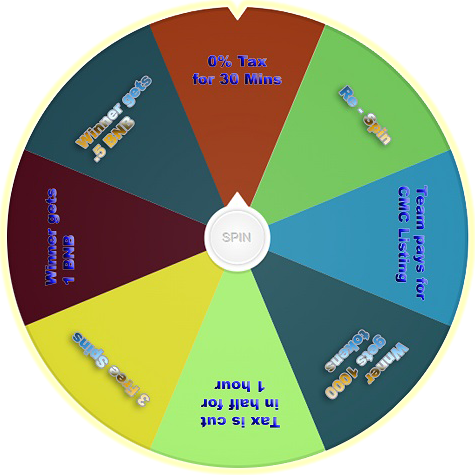 0% Tax
for 30 Mins
Re - Spin
Team pays for
CMC Listing
Winner
gets 1000
tokens
Tax is cut
in half for
1 hour
3 Free Spins
Winner gets
1 BNB
Winner gets
.5 BNB
SPIN